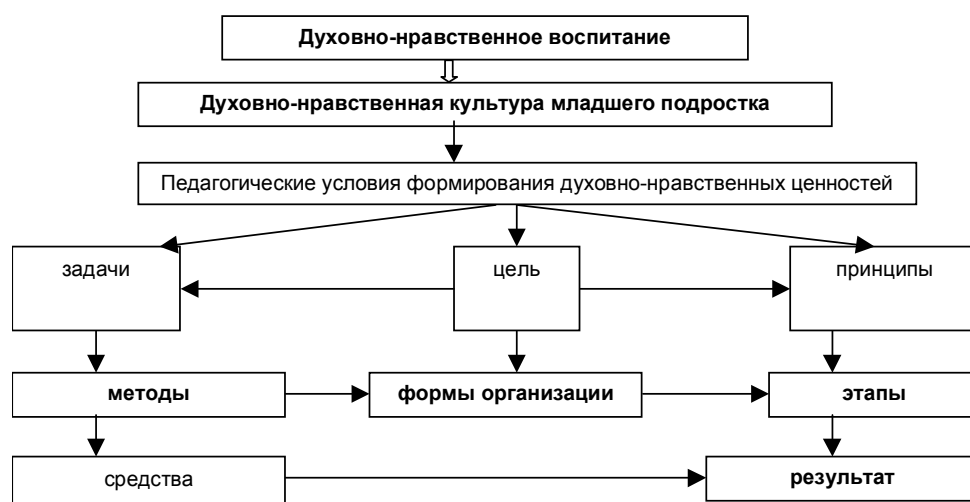 Духовно-нравственное воспитание
Духовно-нравственная культура младшего подростка
Педагогические условия формирования духовно-нравственных ценностей
задачи
цель
принципы
методы
формы организации
этапы
средства
результат